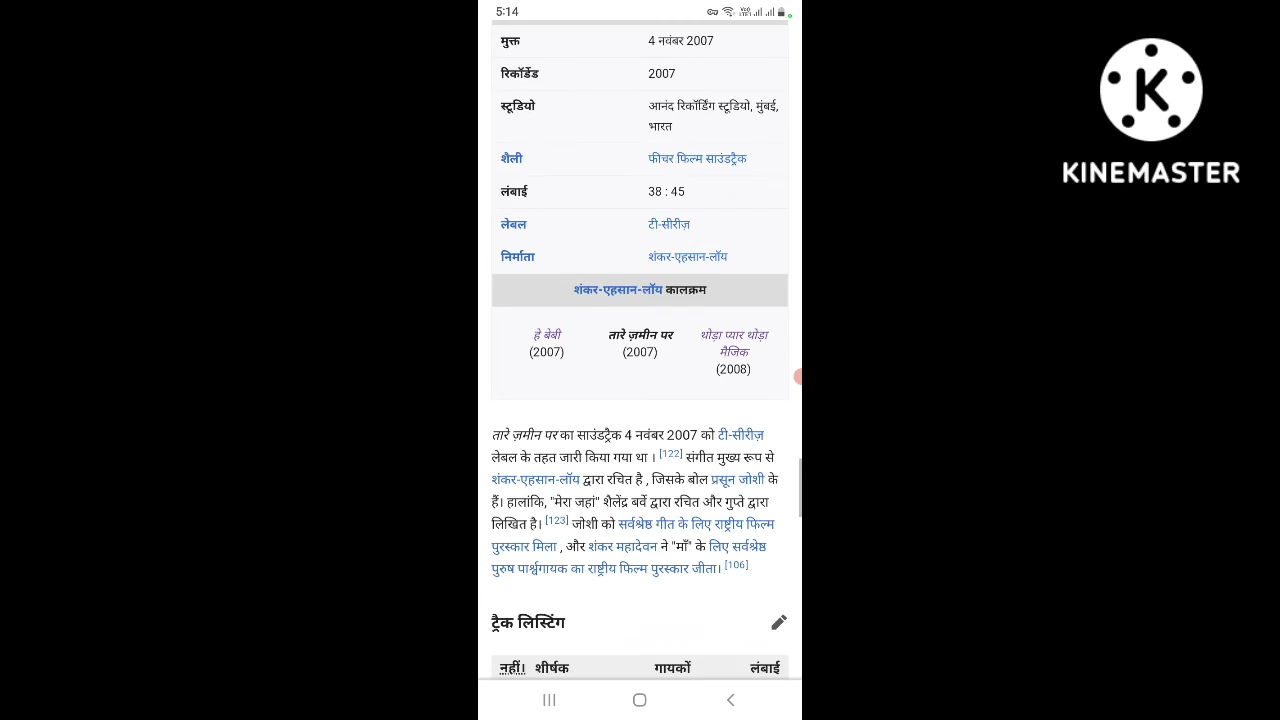 5:14
K
KINEMASTER
मुक्त 4 नवंबर 2007
रिकॉर्डेड 2007
स्टूडियो आनंद रिकॉर्डिंग स्टूडियो, मुंबई,
भारत
शैली फीचर फिल्म साउंडट्रैक
लंबाई 38 : 45
लेबल टी-सीरीज़
निर्माता शंकर-एहसान-लॉय
शंकर-एहसान-लॉय कालक्रम
हे बेबी तारे ज़मीन पर थोड़ा प्यार थोड़ा
(2007) (2007) मैजिक
(2008)
तारे ज़मीन पर का साउंडट्रैक 4 नवंबर 2007 को टी-सीरीज़
लेबल के तहत जारी किया गया था । [122] संगीत मुख्य रूप से
शंकर-एहसान-लॉय द्वारा रचित है , जिसके बोल प्रसून जोशी के
हैं। हालांकि, "मेरा जहां" शैलेंद्र बर्वे द्वारा रचित और गुप्ते द्वारा
लिखित है। [123] जोशी को सर्वश्रेष्ठ गीत के लिए राष्ट्रीय फिल्म
पुरस्कार मिला , और शंकर महादेवन ने "माँ" के लिए सर्वश्रेष्ठ
पुरुष पार्श्वगायक का राष्ट्रीय फिल्म पुरस्कार जीता। [106]
ट्रैक लिस्टिंग
नहीं। शीर्षक गायकों लंबाई